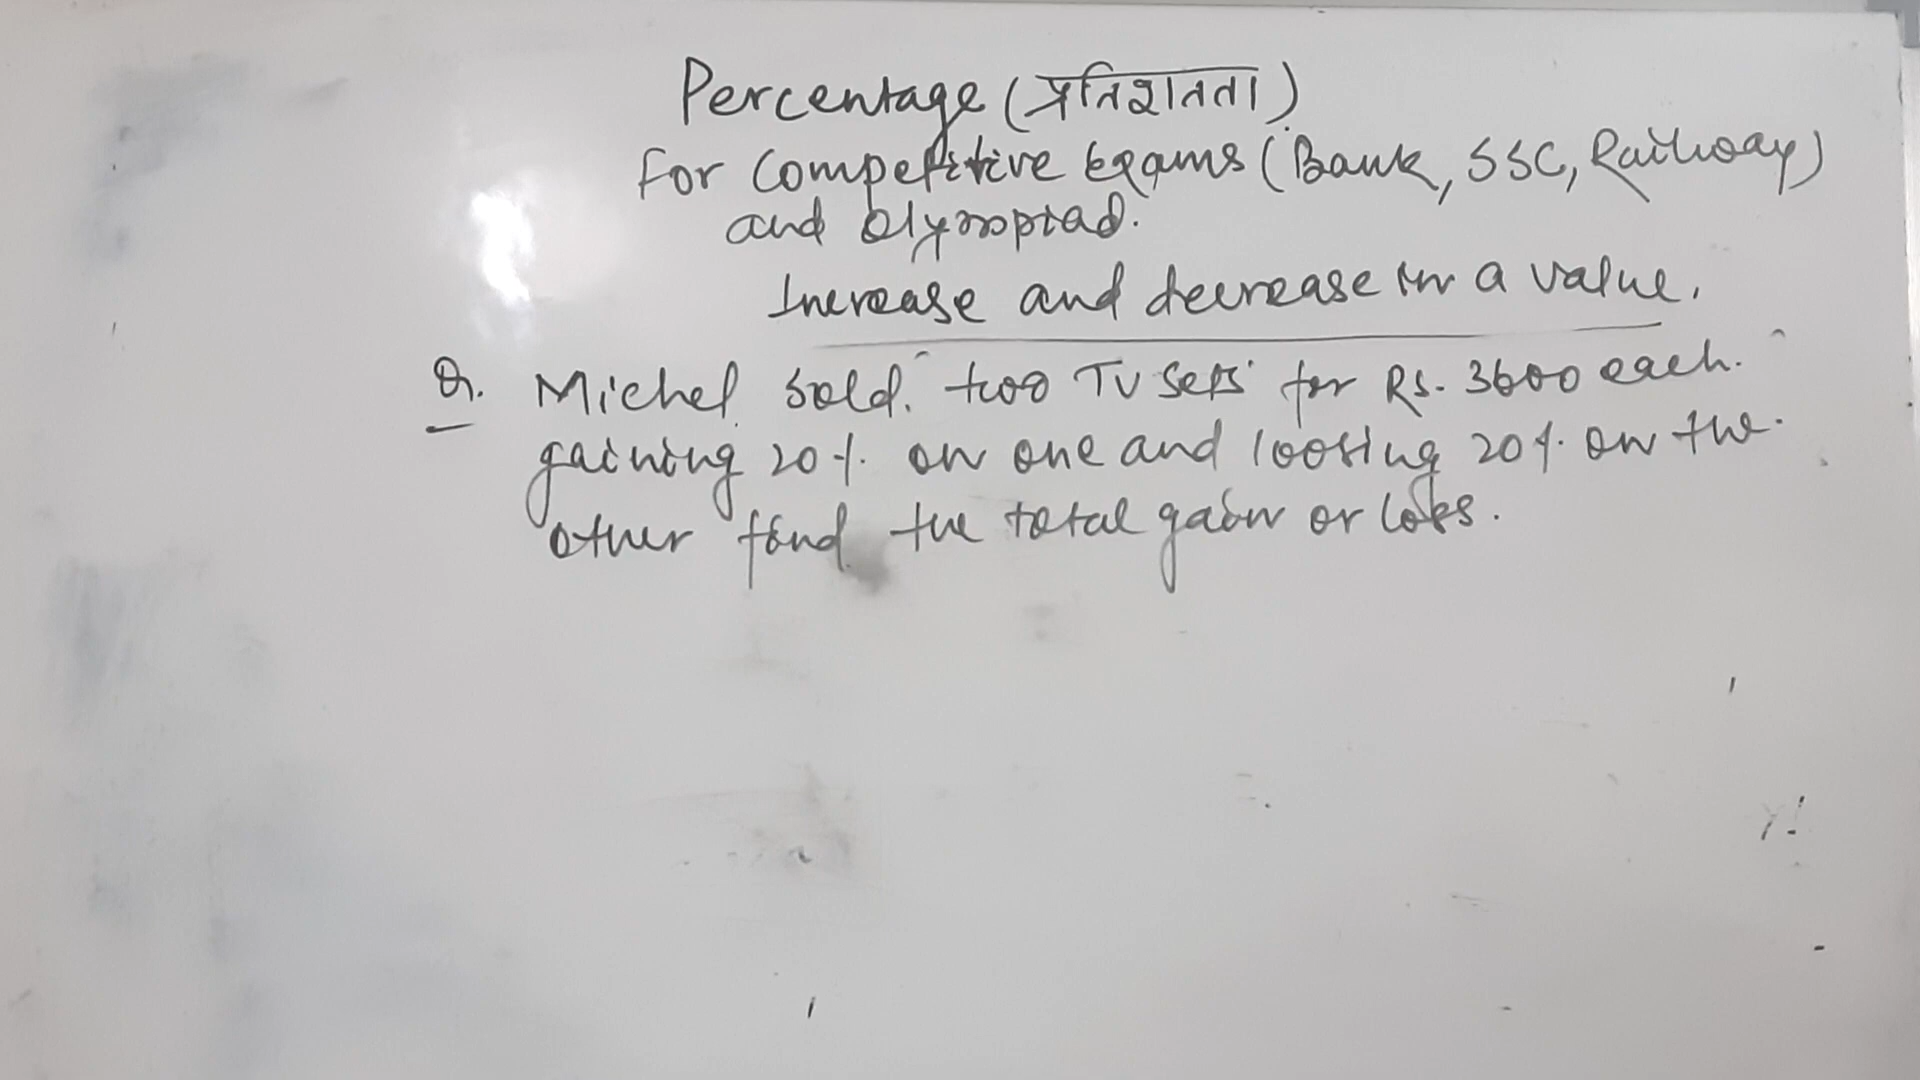 Percentage (प्रतिशतता)
for Competitive Exams (Bank, SSC, Railway)
and Olympiad.
Increase and decrease in a value.
Q. Michel sold. two TV sets for Rs. 3600 each.
gaining 20%. on one and loosing 20%. on the.
other find the total gain or loss.